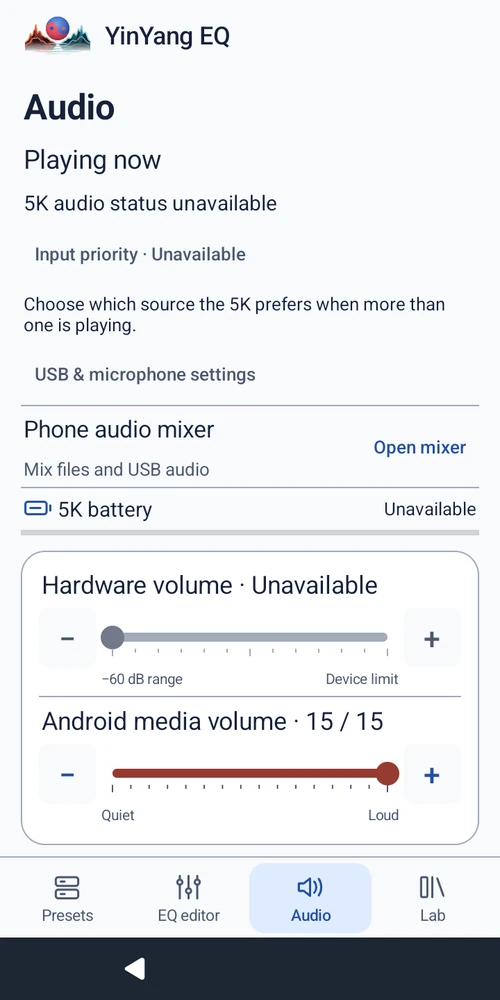 YinYang EQ
Audio
Playing now
5K audio status unavailable
Input priority · Unavailable
Choose which source the 5K prefers when more than
one is playing.
USB & microphone settings
Phone audio mixer
Open mixer
Mix files and USB audio
5K battery
Unavailable
Hardware volume · Unavailable
−
+
−60 dB range
Device limit
Android media volume · 15 / 15
−
+
Quiet
Loud
Presets
EQ editor
Audio
Lab